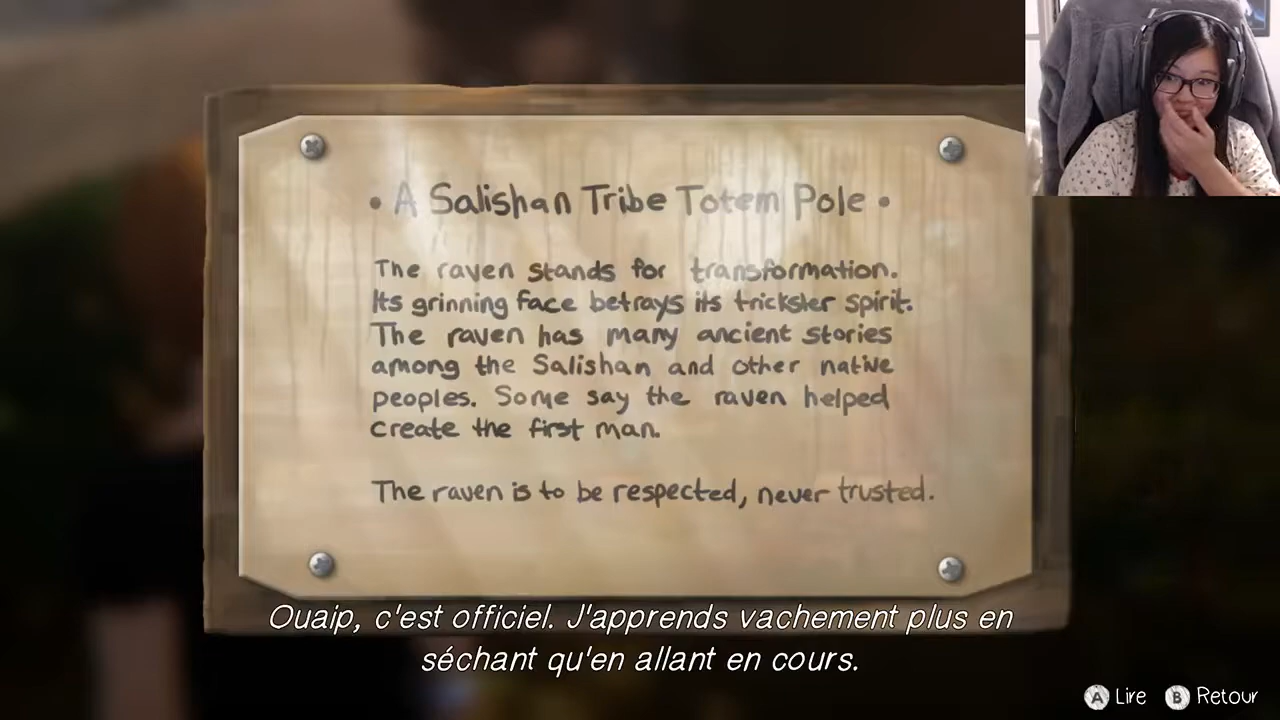 • A Salishan Tribe Totem Pole •
The raven stands for transformation.
Its grinning face betrays its trickster spirit.
The raven has many ancient stories
among the Salishan and other native
peoples. Some say the raven helped
create the first man.
The raven is to be respected, never trusted.
Ouaip, c'est officiel. J'apprends vachement plus en
séchant qu'en allant en cours.
A Lire B Retour